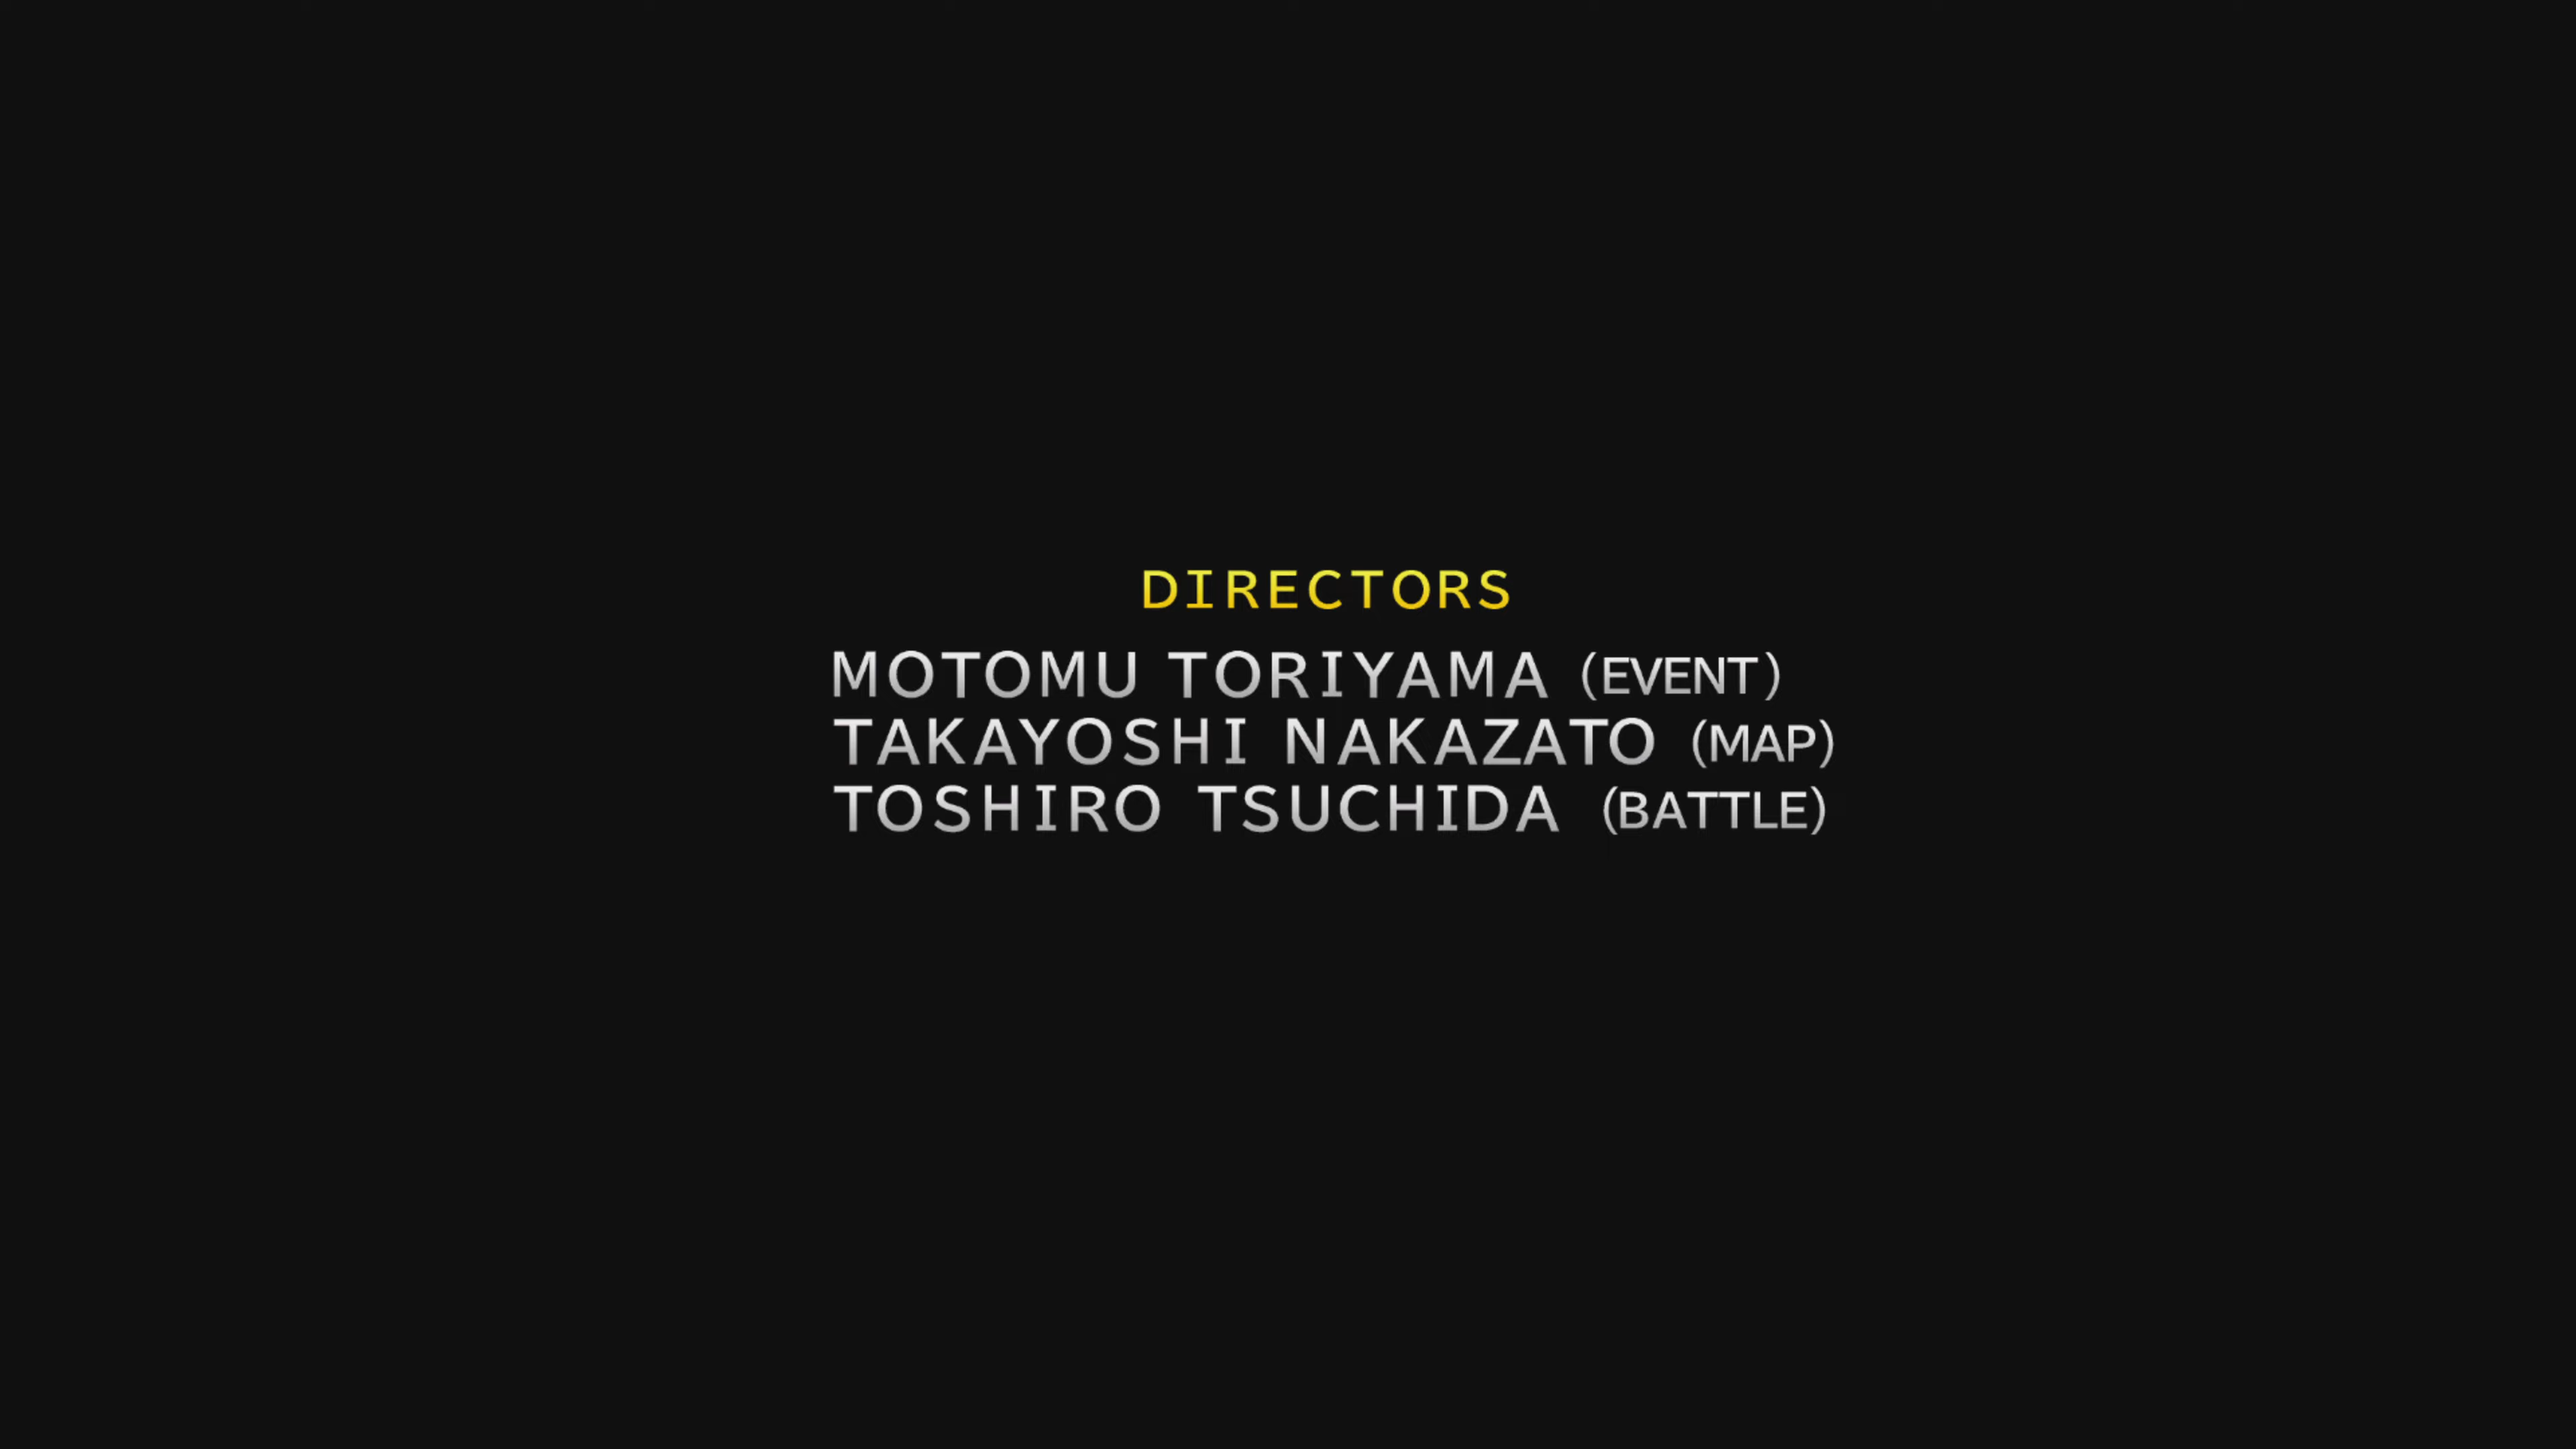 DIRECTORS
MOTOMU TORIYAMA (EVENT)
TAKAYOSHI NAKAZATO (MAP)
TOSHIRO TSUCHIDA (BATTLE)